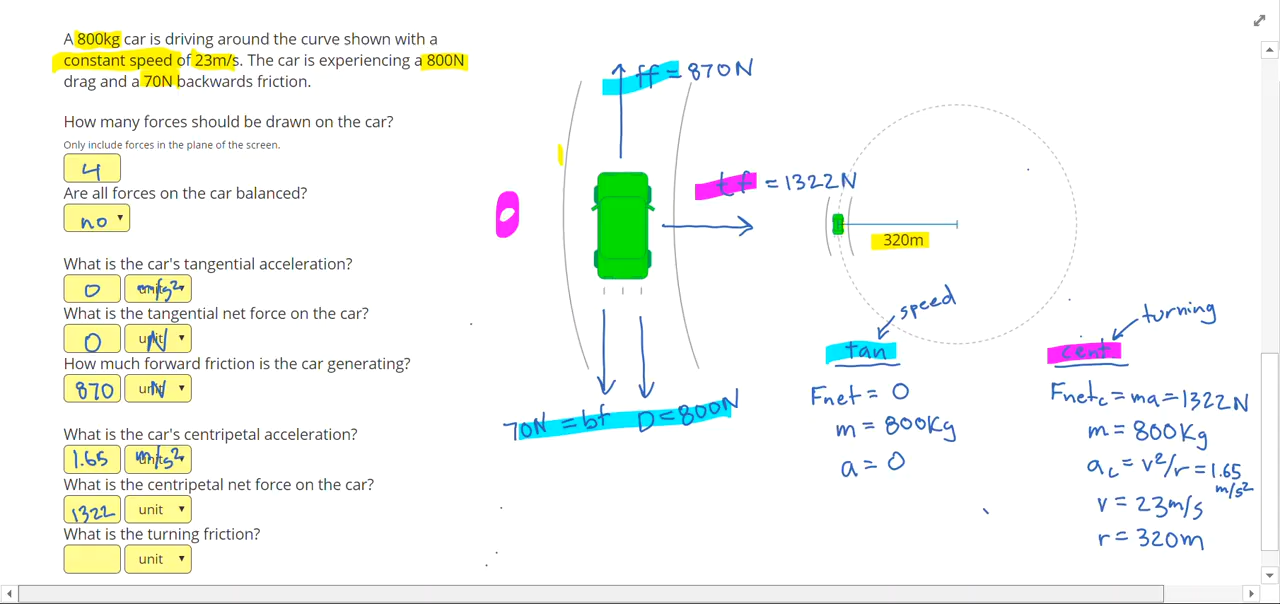 A 800kg car is driving around the curve shown with a
constant speed of 23m/s. The car is experiencing a 800N
drag and a 70N backwards friction.
How many forces should be drawn on the car?
Only include forces in the plane of the screen.
4
Are all forces on the car balanced?
no
What is the car's tangential acceleration?
0 m/s²
What is the tangential net force on the car?
0 N
How much forward friction is the car generating?
870 N
What is the car's centripetal acceleration?
1.65 m/s²
What is the centripetal net force on the car?
1322 unit
What is the turning friction?
unit
ff = 870N
tf = 1322N
70N = bf D = 800N
320m
speed
tan
Fnet = 0
m = 800Kg
a = 0
turning
cent
Fnetc = ma = 1322N
m = 800Kg
ac = v²/r = 1.65
m/s²
v = 23m/s
r = 320m